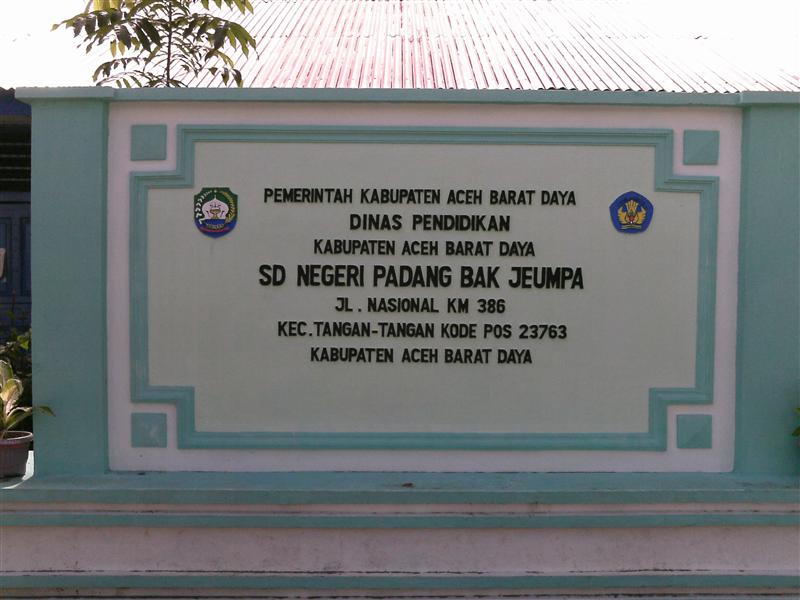 PEMERINTAH KABUPATEN ACEH BARAT DAYA
DINAS PENDIDIKAN
KABUPATEN ACEH BARAT DAYA
SD NEGERI PADANG BAK JEUMPA
JL. NASIONAL KM 386
KEC.TANGAN-TANGAN KODE POS 23763
KABUPATEN ACEH BARAT DAYA